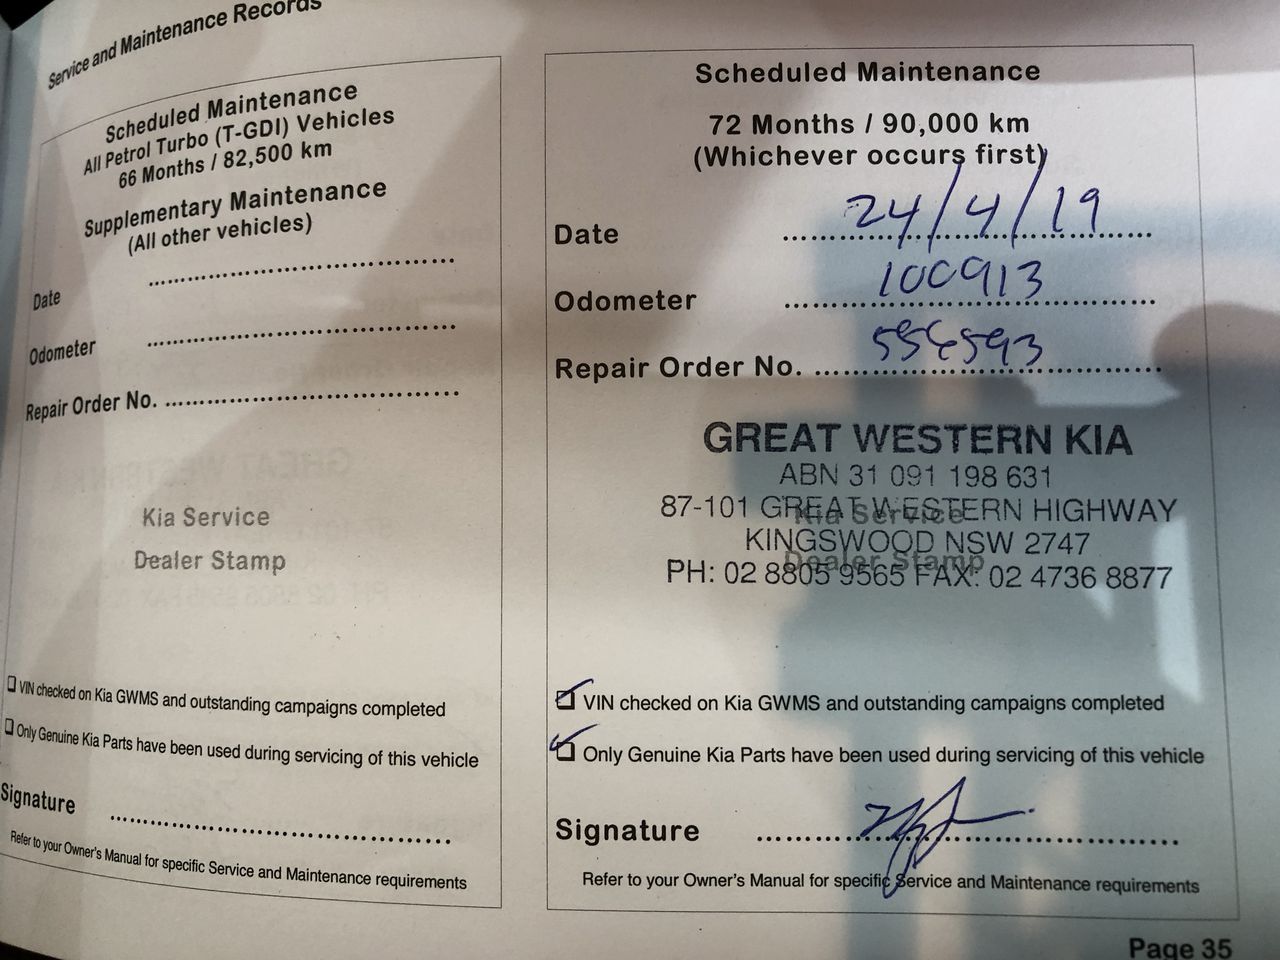 Service and Maintenance Records
Scheduled Maintenance
All Petrol Turbo (T-GDI) Vehicles
66 Months / 82,500 km
Supplementary Maintenance
(All other vehicles)
Date
Odometer
Repair Order No.
Kia Service
Dealer Stamp
VIN checked on Kia GWMS and outstanding campaigns completed
Only Genuine Kia Parts have been used during servicing of this vehicle
Signature
Refer to your Owner's Manual for specific Service and Maintenance requirements
Scheduled Maintenance
72 Months / 90,000 km
(Whichever occurs first)
Date 24/4/19
Odometer 100913
Repair Order No.
GREAT WESTERN KIA
ABN 31 091 198 631
87-101 GREAT WESTERN HIGHWAY
Kia Service
KINGSWOOD NSW 2747
Dealer Stamp
PH: 02 8805 9565 FAX: 02 4736 8877
VIN checked on Kia GWMS and outstanding campaigns completed
Only Genuine Kia Parts have been used during servicing of this vehicle
Signature
Refer to your Owner's Manual for specific Service and Maintenance requirements
Page 35